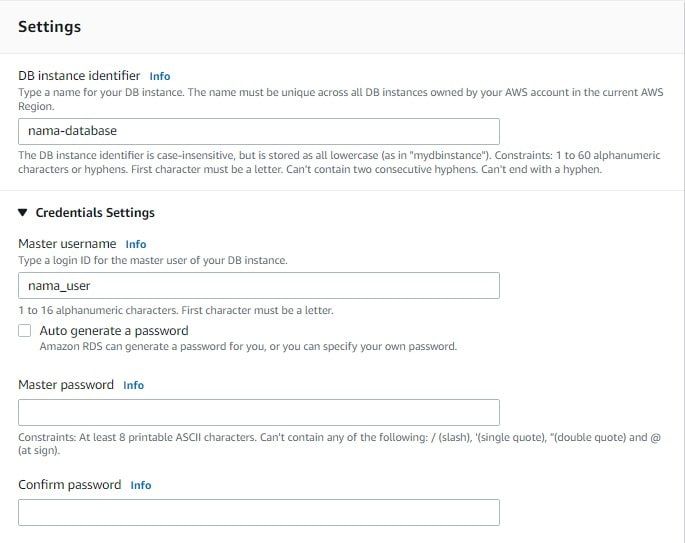 Settings
DB instance identifier Info
Type a name for your DB instance. The name must be unique across all DB instances owned by your AWS account in the current AWS
Region.
nama-database
The DB instance identifier is case-insensitive, but is stored as all lowercase (as in "mydbinstance"). Constraints: 1 to 60 alphanumeric
characters or hyphens. First character must be a letter. Can't contain two consecutive hyphens. Can't end with a hyphen.
Credentials Settings
Master username Info
Type a login ID for the master user of your DB instance.
nama_user
1 to 16 alphanumeric characters. First character must be a letter.
Auto generate a password
Amazon RDS can generate a password for you, or you can specify your own password.
Master password Info
Constraints: At least 8 printable ASCII characters. Can't contain any of the following: / (slash), '(single quote), "(double quote) and @
(at sign).
Confirm password Info